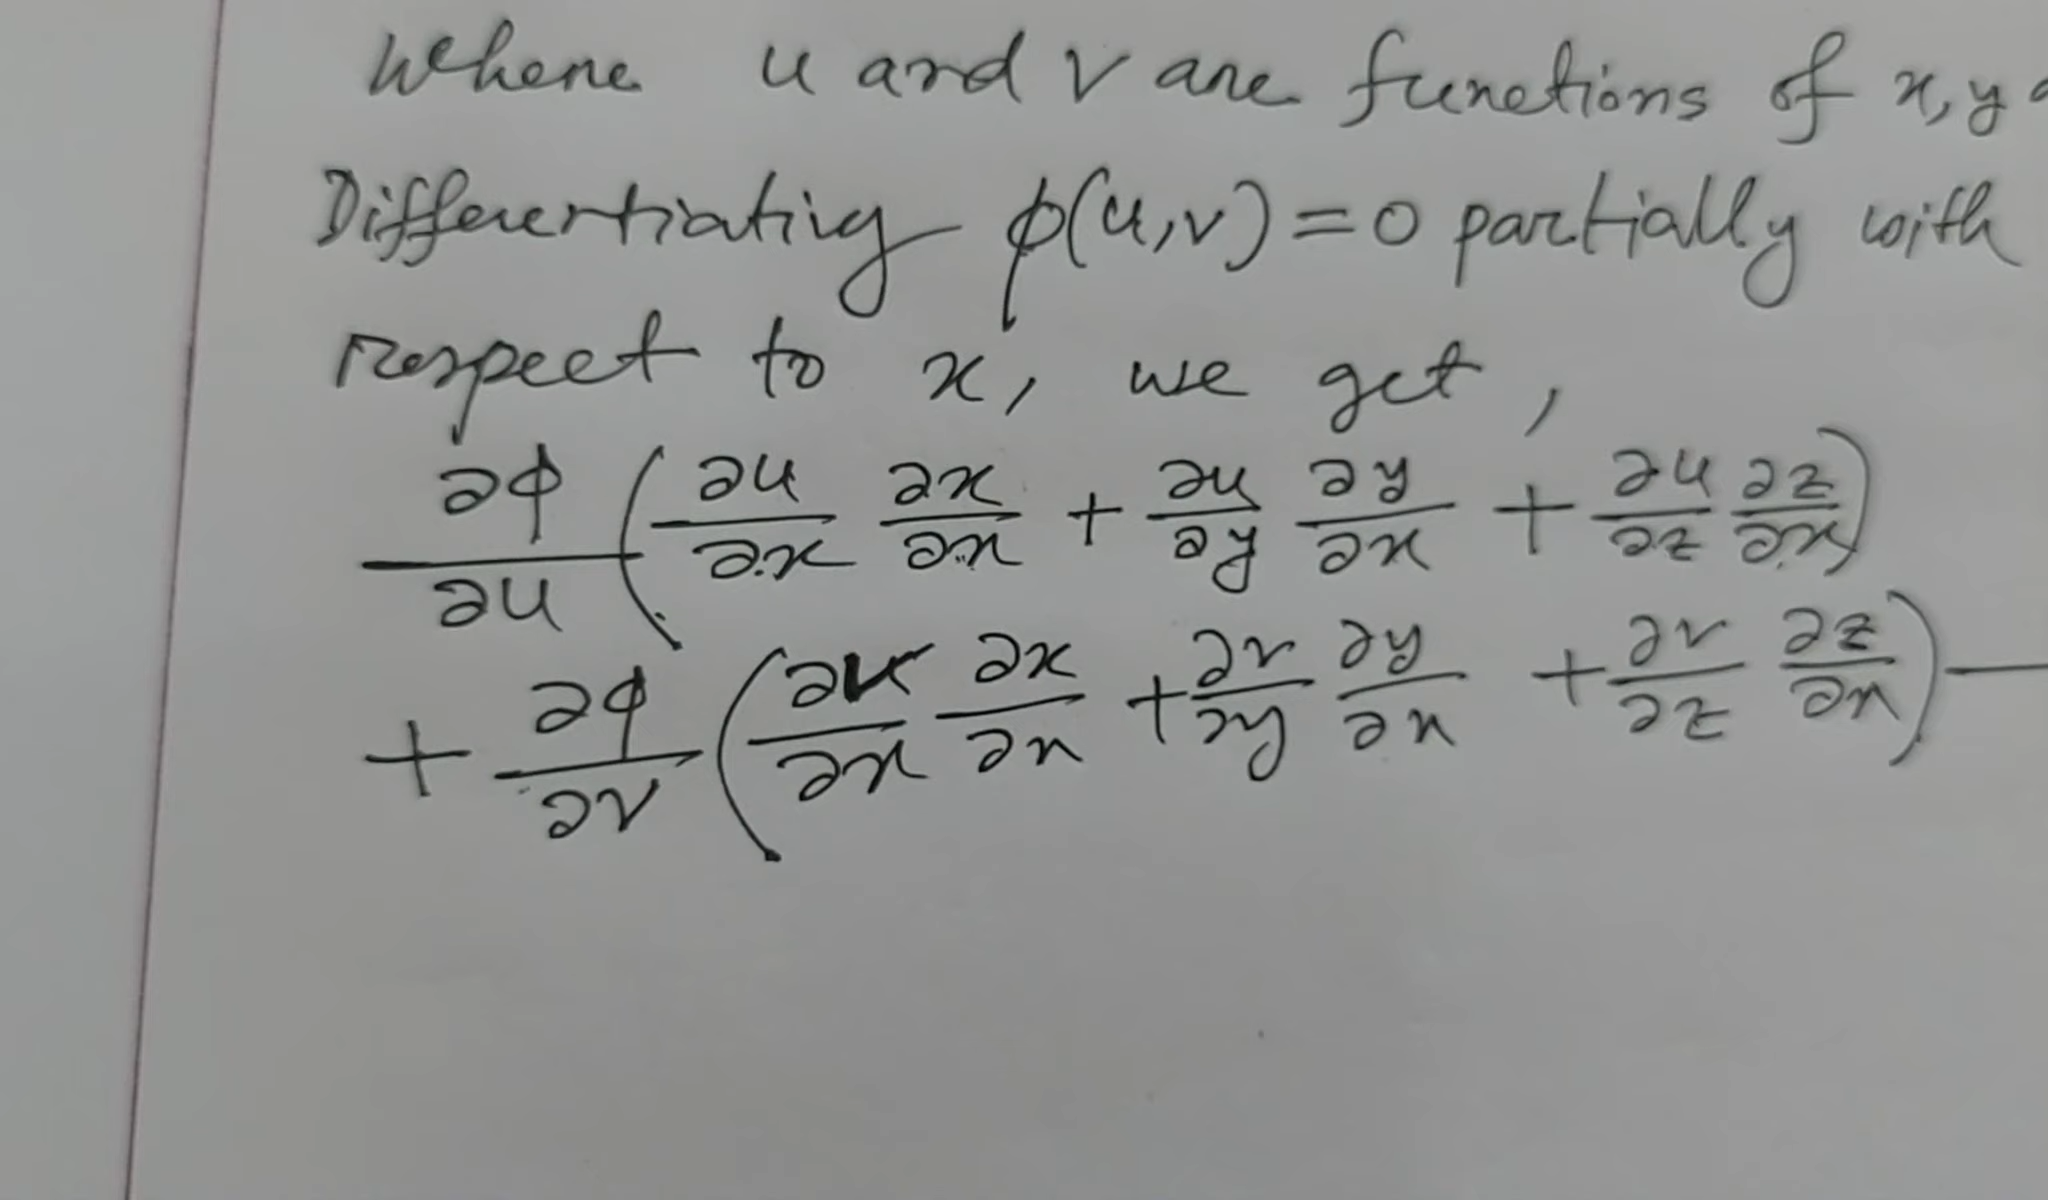 Where u and v are functions of x, y
Differentiating ϕ(u,v)=0 partially with
respect to x, we get,
∂ϕ/∂u (∂u/∂x ∂x/∂x + ∂u/∂y ∂y/∂x + ∂u/∂z ∂z/∂x)
+ ∂ϕ/∂v (∂v/∂x ∂x/∂x + ∂v/∂y ∂y/∂x + ∂v/∂z ∂z/∂x) —